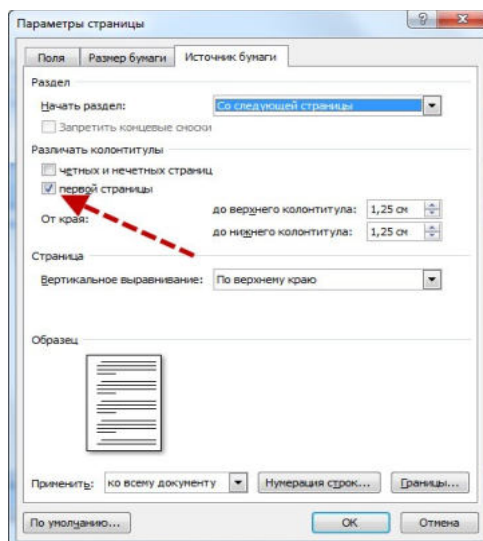 Параметры страницы
Поля Размер бумаги Источник бумаги
Раздел
Начать раздел: Со следующей страницы
Запретить концевые сноски
Различать колонтитулы
четных и нечетных страниц
первой страницы
От края:
до верхнего колонтитула: 1,25 см
до нижнего колонтитула: 1,25 см
Страница
Вертикальное выравнивание: По верхнему краю
Образец
Применить: ко всему документу Нумерация строк... Границы...
По умолчанию... ОК Отмена